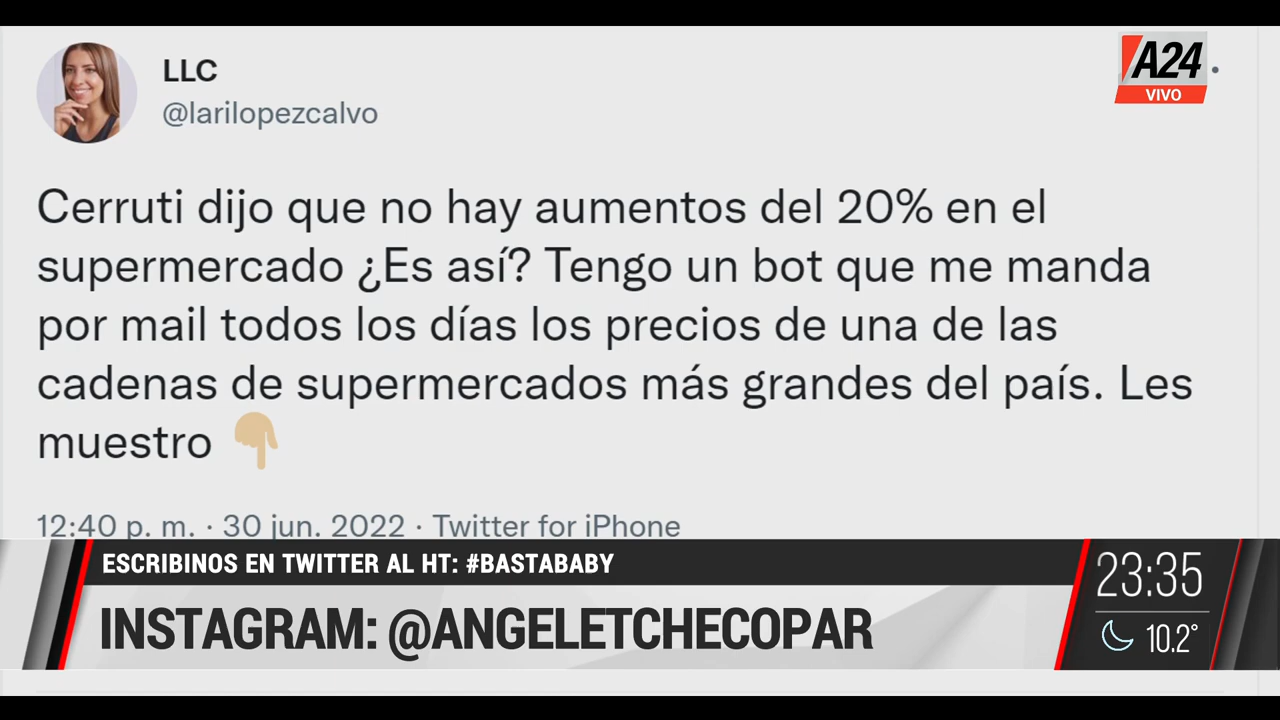 LLC
@larilopezcalvo
A24
VIVO
Cerruti dijo que no hay aumentos del 20% en el
supermercado ¿Es así? Tengo un bot que me manda
por mail todos los días los precios de una de las
cadenas de supermercados más grandes del país. Les
muestro 👇🏼
12:40 p. m. · 30 jun. 2022 · Twitter for iPhone
ESCRIBINOS EN TWITTER AL HT: #BASTABABY
INSTAGRAM: @ANGELETCHECOPAR
23:35
10.2°